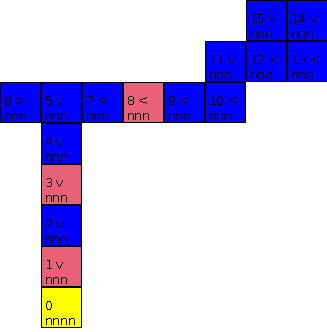 15 v 14 v
nnn nnn
11 v 12 < 13 <
nnn nnn nnn
6 > 5 v 7 < 8 < 9 < 10 <
nnn nnn nnn nnn nnn nnn
4 v
nnn
3 v
nnn
2 v
nnn
1 v
nnn
0
nnnn